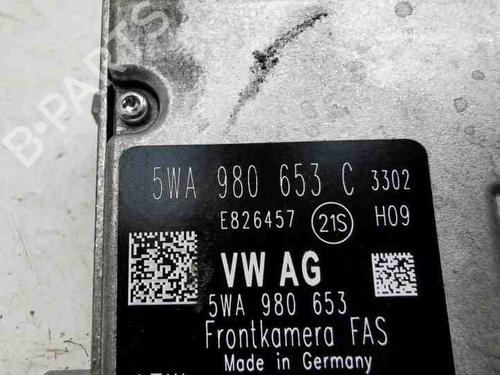 B-PARTS
5WA 980 653 C 3302
E826457 21S H09
VW AG
5WA 980 653
Frontkamera FAS
Made in Germany